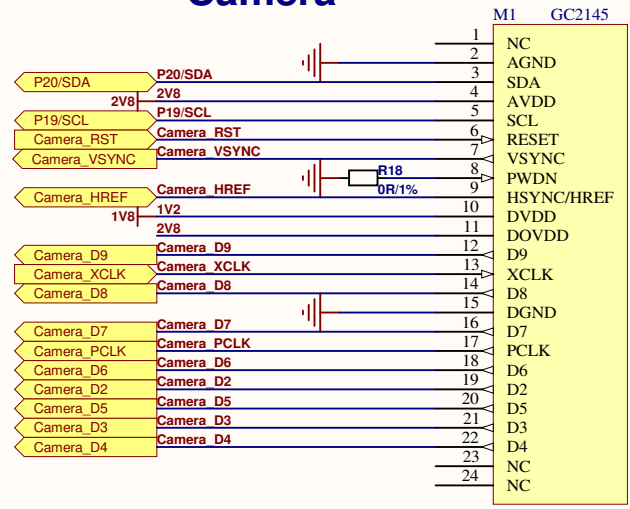 Camera
M1 GC2145
1 NC
2 AGND
P20/SDA P20/SDA 3 SDA
2V8 2V8 4 AVDD
P19/SCL P19/SCL 5 SCL
Camera_RST Camera_RST 6 RESET
Camera_VSYNC Camera_VSYNC 7 VSYNC
R18 8 PWDN
0R/1%
Camera_HREF Camera_HREF 9 HSYNC/HREF
1V8 1V2 10 DVDD
2V8 11 DOVDD
Camera_D9 Camera_D9 12 D9
Camera_XCLK Camera_XCLK 13 XCLK
Camera_D8 Camera_D8 14 D8
15 DGND
Camera_D7 Camera_D7 16 D7
Camera_PCLK Camera_PCLK 17 PCLK
Camera_D6 Camera_D6 18 D6
Camera_D2 Camera_D2 19 D2
Camera_D5 Camera_D5 20 D5
Camera_D3 Camera_D3 21 D3
Camera_D4 Camera_D4 22 D4
23 NC
24 NC